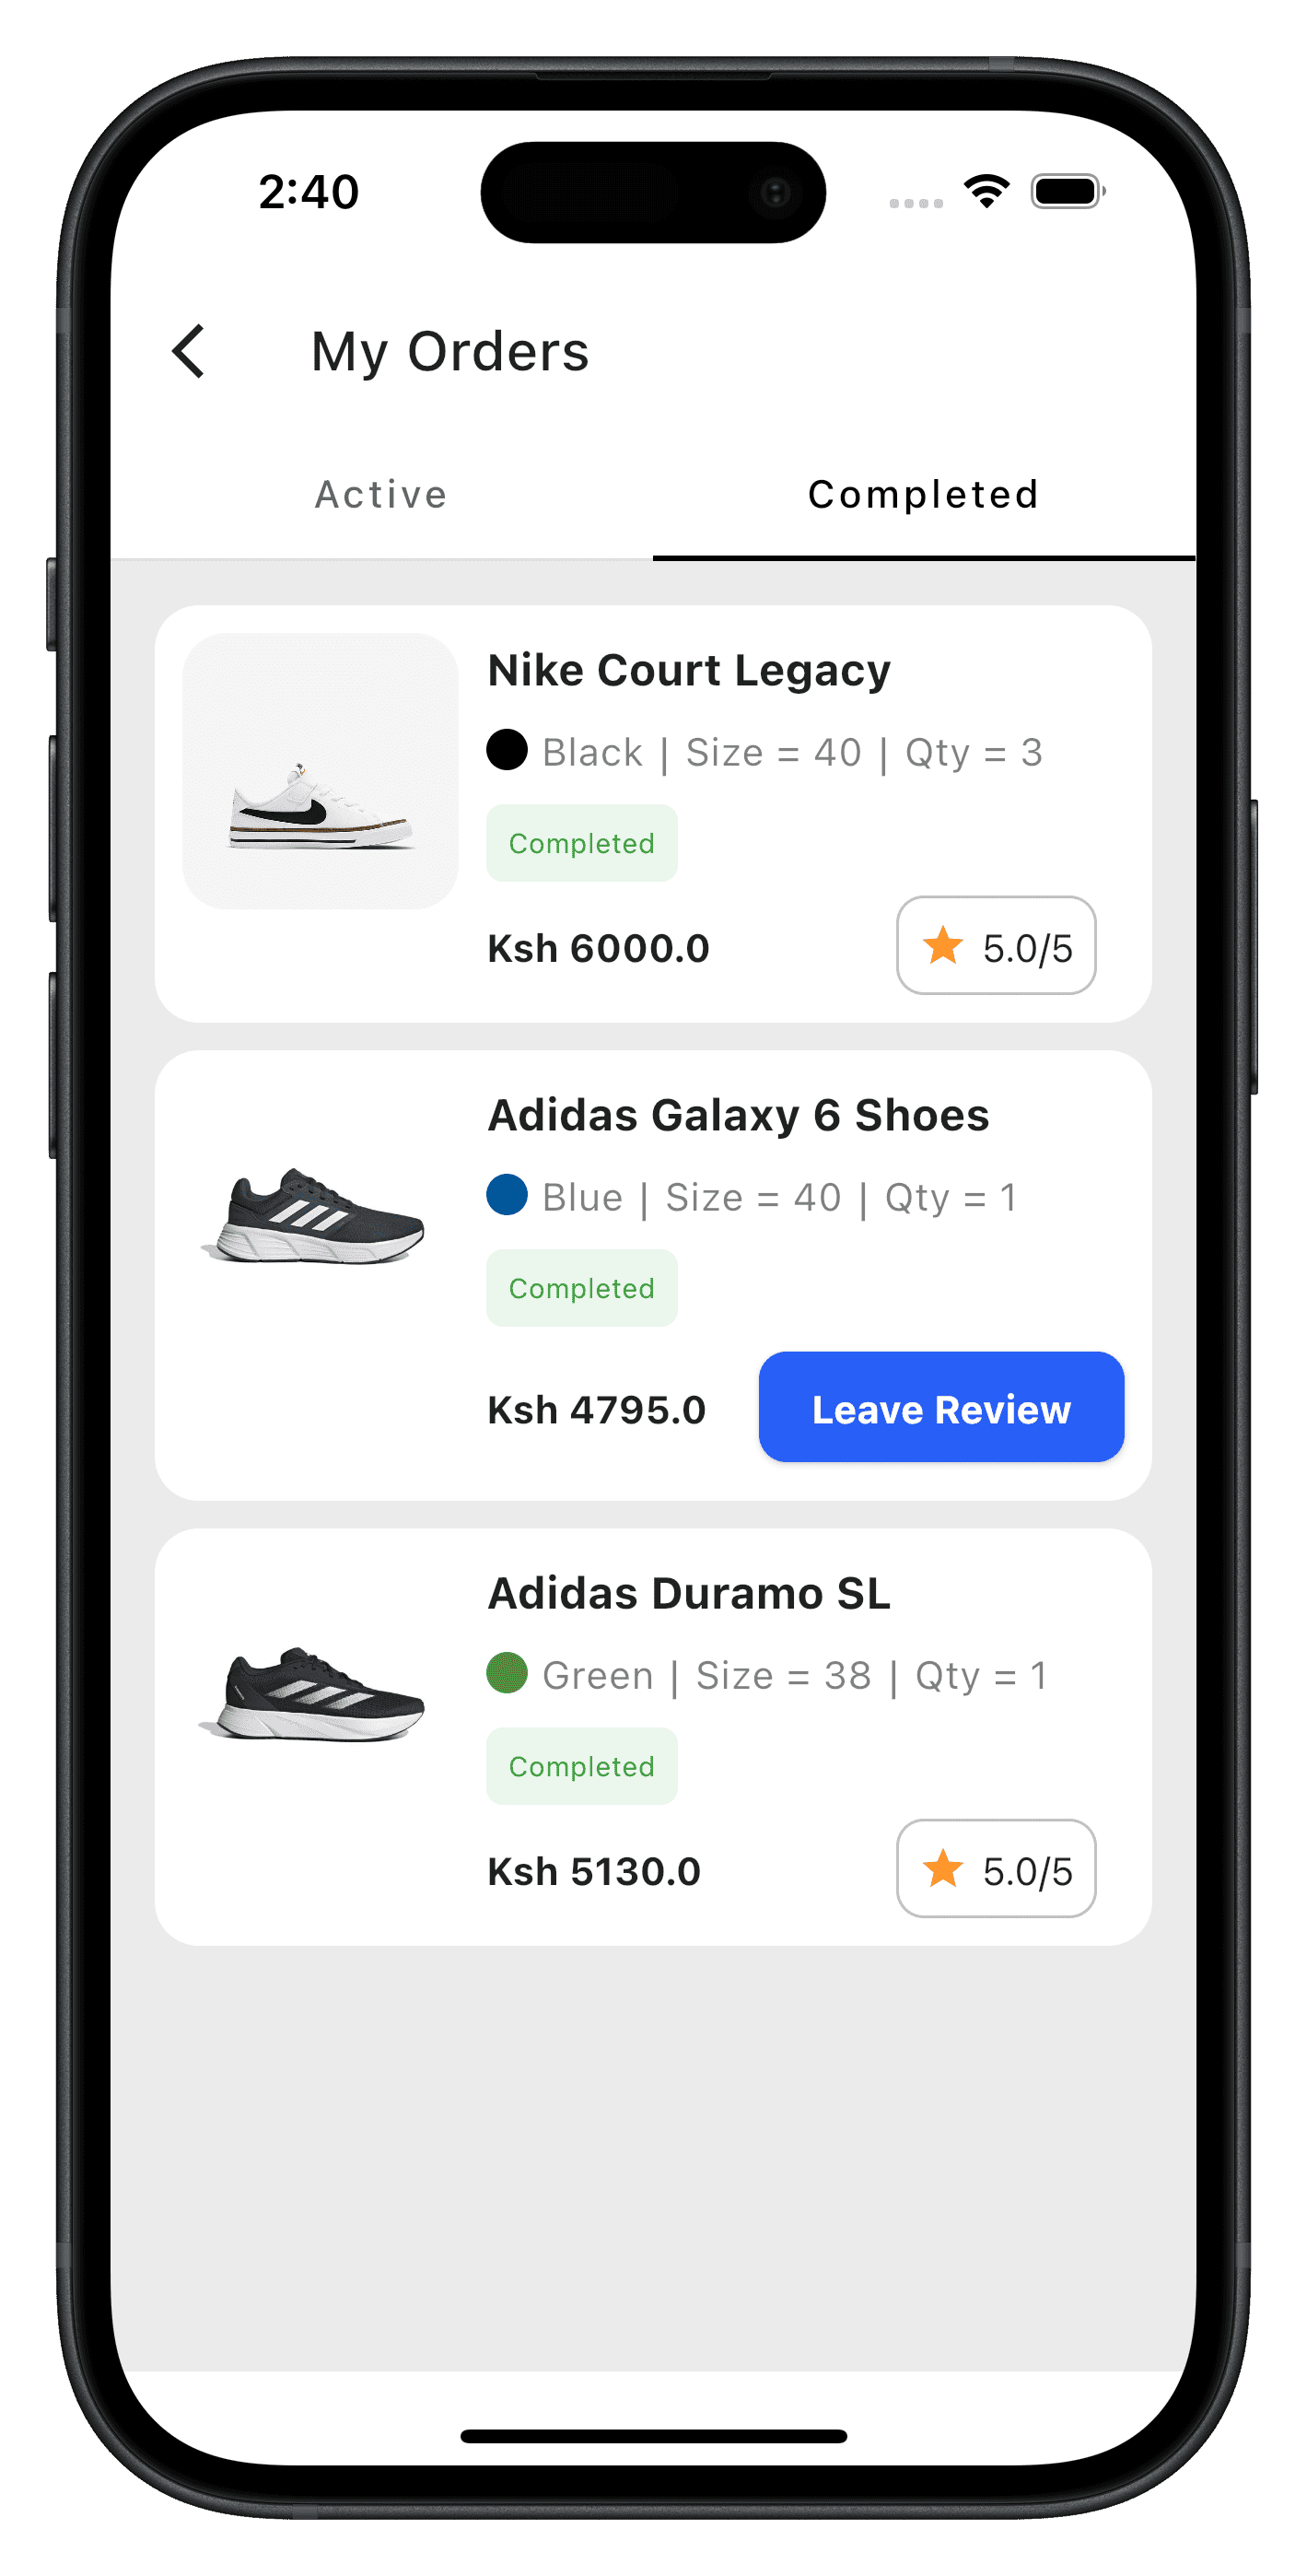 2:40
My Orders
Active Completed
Nike Court Legacy
Black | Size = 40 | Qty = 3
Completed
Ksh 6000.0 5.0/5
Adidas Galaxy 6 Shoes
Blue | Size = 40 | Qty = 1
Completed
Ksh 4795.0 Leave Review
Adidas Duramo SL
Green | Size = 38 | Qty = 1
Completed
Ksh 5130.0 5.0/5